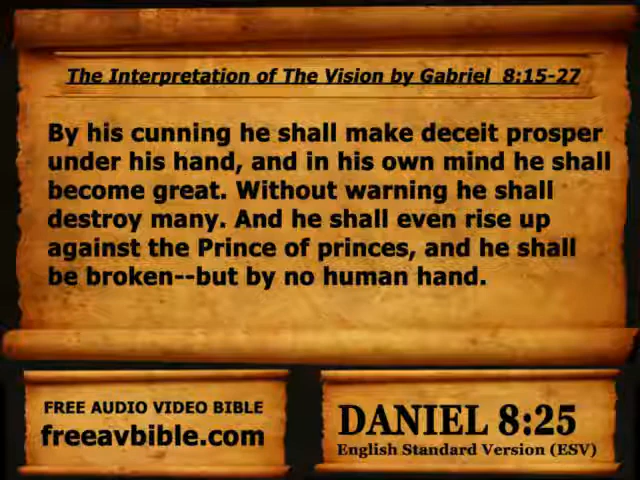 The Interpretation of The Vision by Gabriel 8:15-27
By his cunning he shall make deceit prosper
under his hand, and in his own mind he shall
become great. Without warning he shall
destroy many. And he shall even rise up
against the Prince of princes, and he shall
be broken--but by no human hand.
FREE AUDIO VIDEO BIBLE
freeavbible.com
DANIEL 8:25
English Standard Version (ESV)